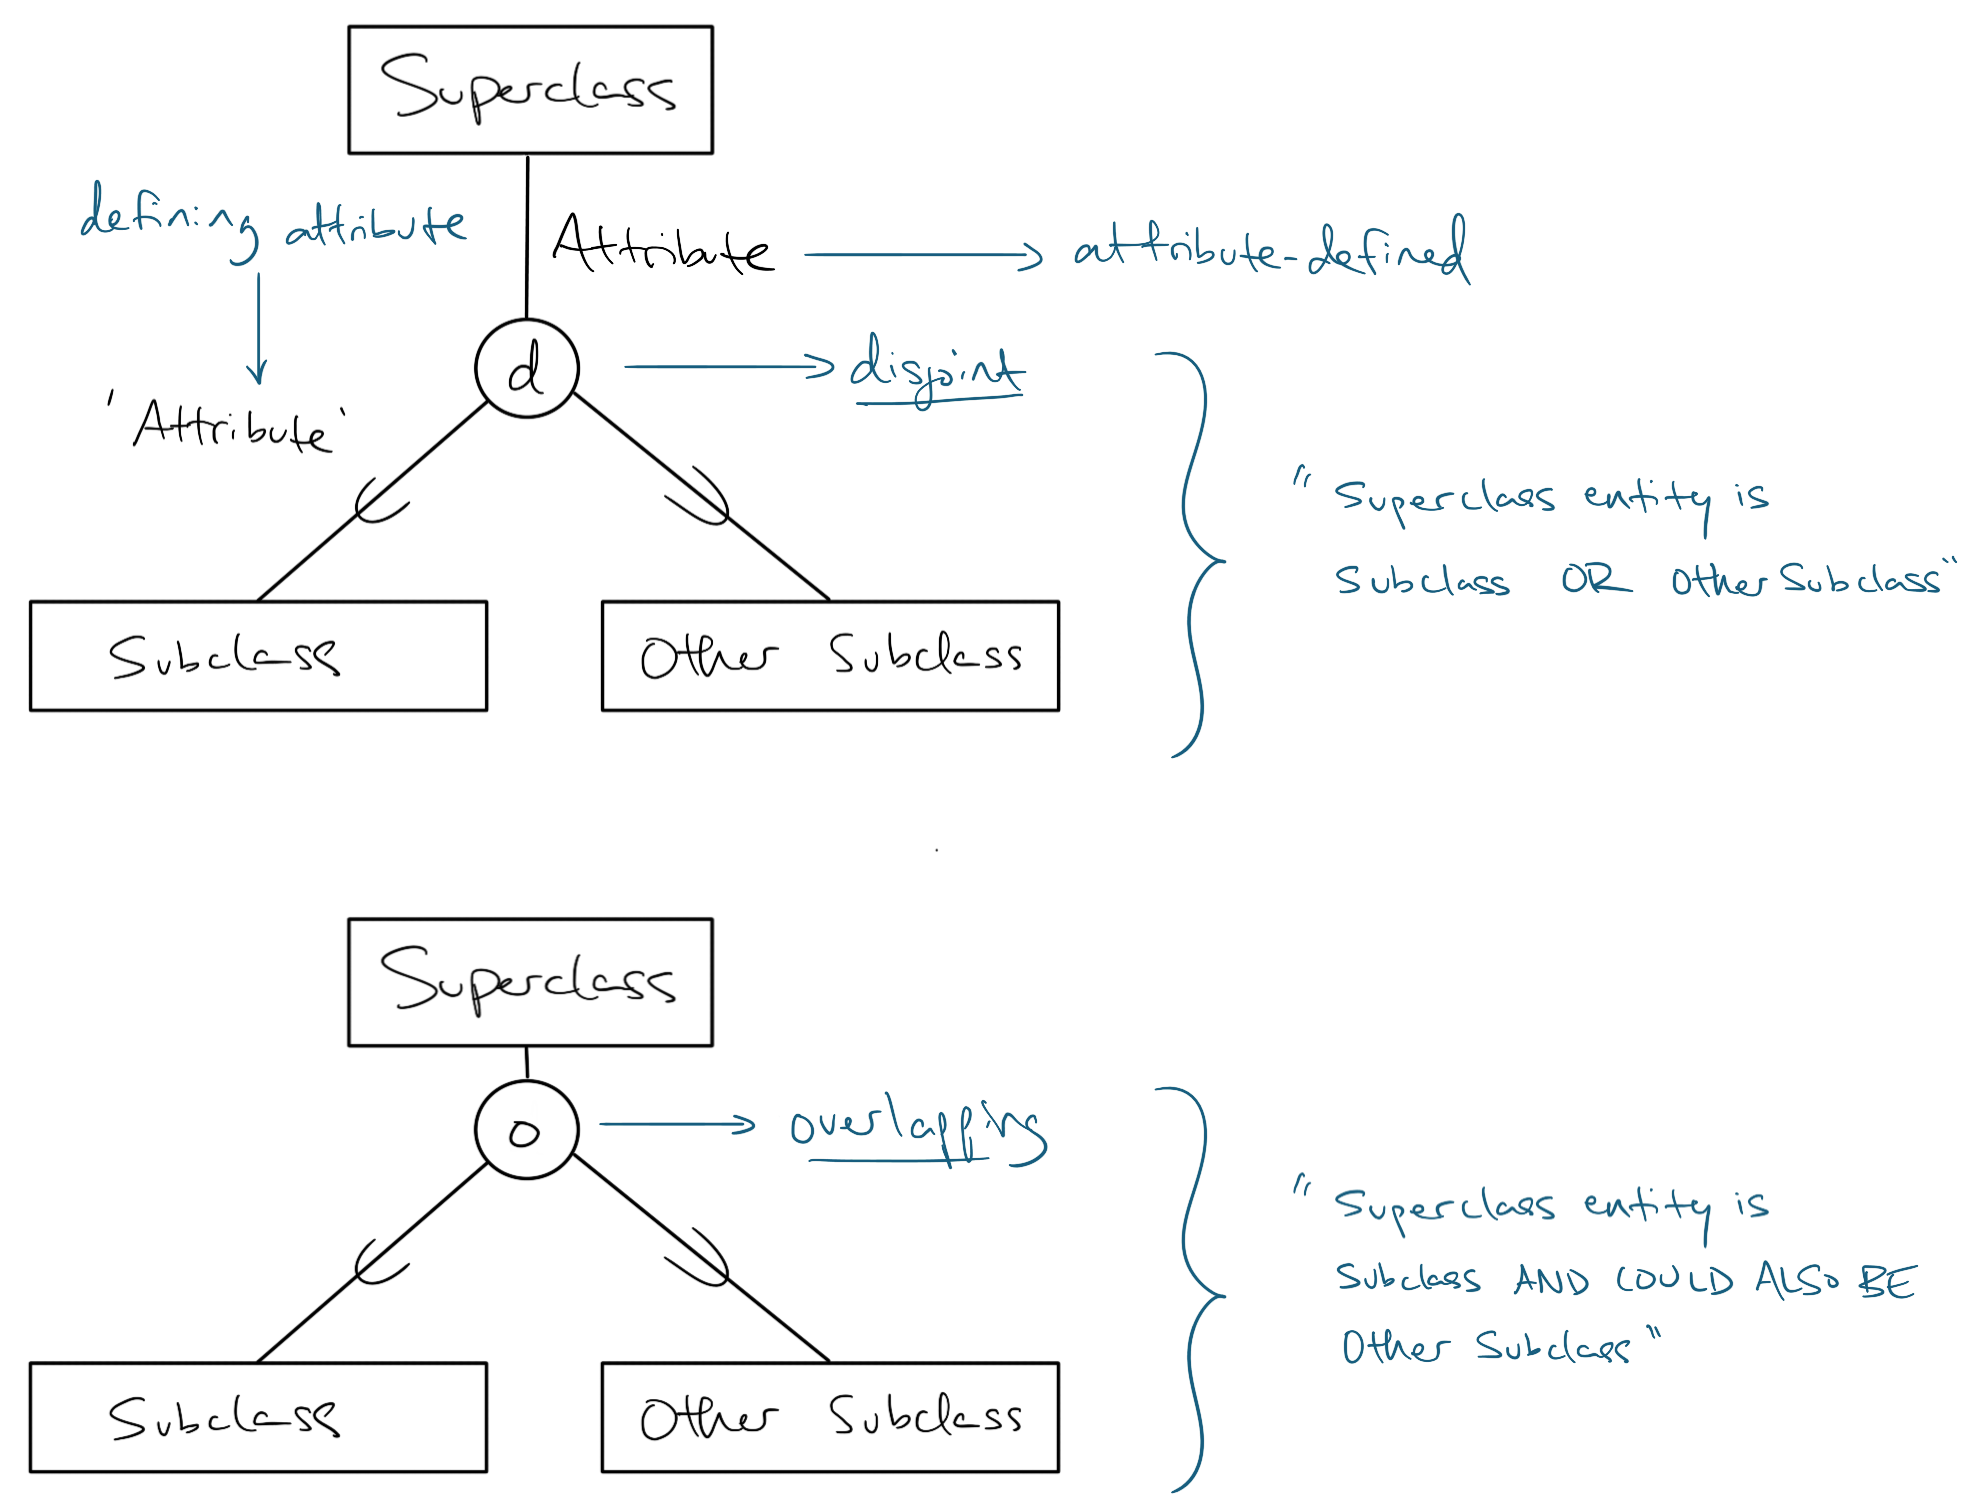 Superclass
defining attribute
Attribute
attribute-defined
d
disjoint
'Attribute'
"Superclass entity is
Subclass OR Other Subclass"
Subclass
Other Subclass
Superclass
o
overlapping
"Superclass entity is
Subclass AND COULD ALSO BE
Other Subclass"
Subclass
Other Subclass